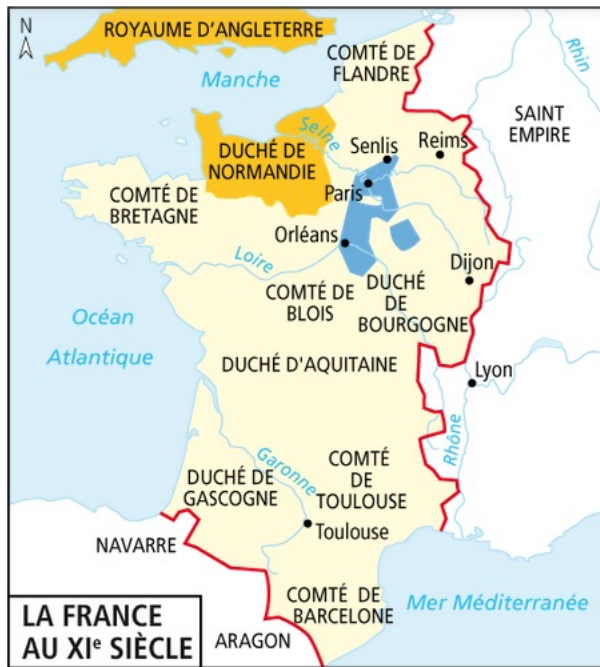 ROYAUME D'ANGLETERRE
N
Manche
COMTÉ DE
FLANDRE
Rhin
SAINT
EMPIRE
Seine
Senlis
Reims
DUCHÉ DE
NORMANDIE
Paris
COMTÉ DE
BRETAGNE
Orléans
Loire
Dijon
COMTÉ DE
BLOIS
DUCHÉ
DE
BOURGOGNE
Océan
Atlantique
DUCHÉ D'AQUITAINE
Lyon
Rhône
Garonne
DUCHÉ DE
GASCOGNE
COMTÉ
DE
TOULOUSE
Toulouse
NAVARRE
COMTÉ DE
BARCELONE
Mer Méditerranée
ARAGON
LA FRANCE
AU XIe SIÈCLE